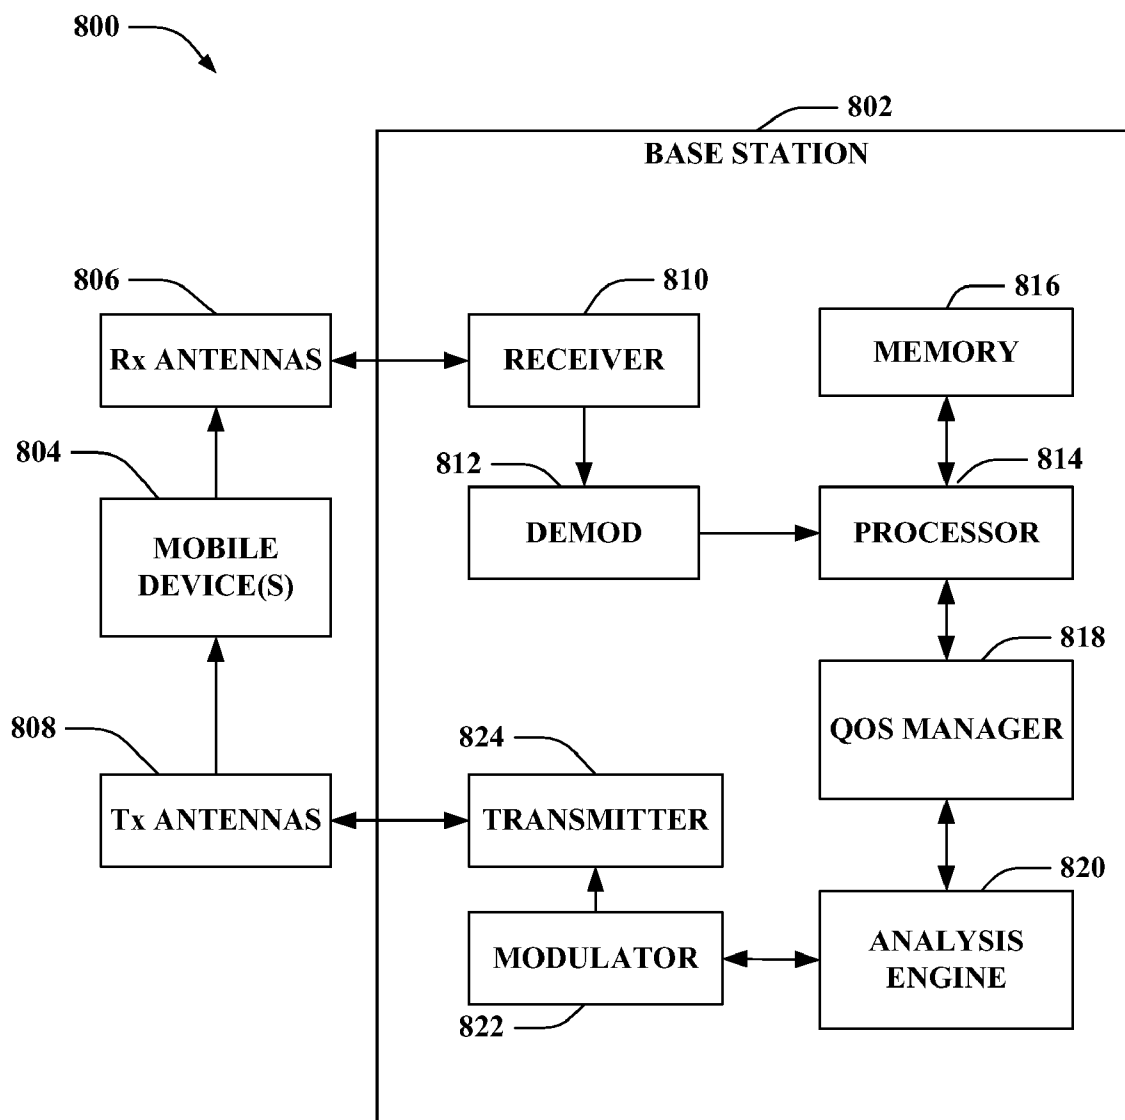 800
802
BASE STATION
806
810
816
Rx ANTENNAS
RECEIVER
MEMORY
804
812
814
MOBILE
DEVICE(S)
DEMOD
PROCESSOR
818
808
824
QOS MANAGER
Tx ANTENNAS
TRANSMITTER
820
MODULATOR
ANALYSIS
ENGINE
822